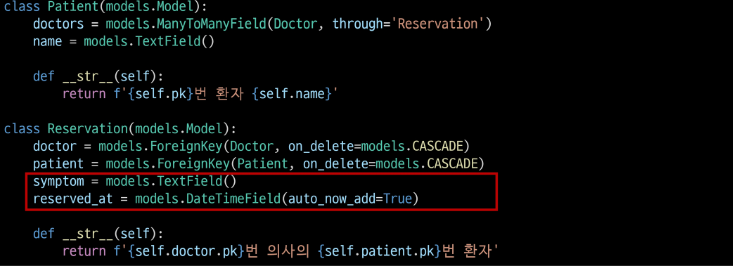 class Patient(models.Model):
    doctors = models.ManyToManyField(Doctor, through='Reservation')
    name = models.TextField()

    def __str__(self):
        return f'{self.pk}번 환자 {self.name}'

class Reservation(models.Model):
    doctor = models.ForeignKey(Doctor, on_delete=models.CASCADE)
    patient = models.ForeignKey(Patient, on_delete=models.CASCADE)
    symptom = models.TextField()
    reserved_at = models.DateTimeField(auto_now_add=True)

    def __str__(self):
        return f'{self.doctor.pk}번 의사의 {self.patient.pk}번 환자'